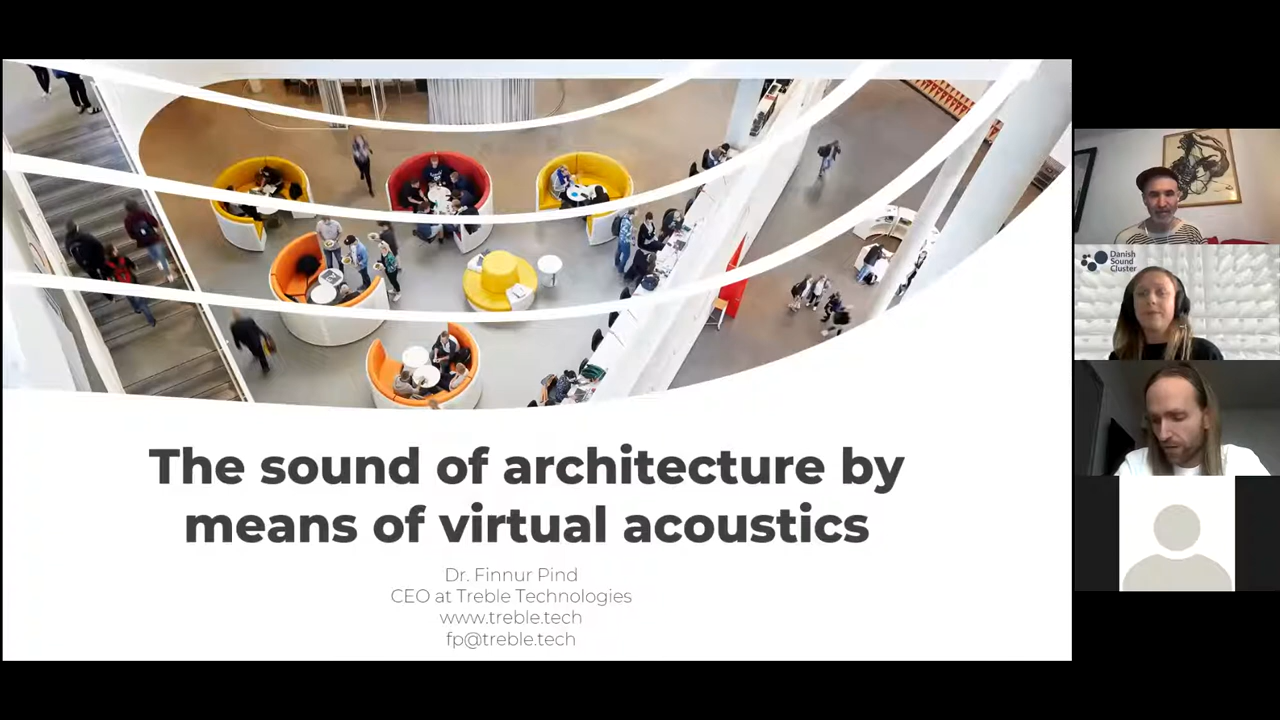 The sound of architecture by
means of virtual acoustics
Dr. Finnur Pind
CEO at Treble Technologies
www.treble.tech
fp@treble.tech
Danish
Sound
Cluster